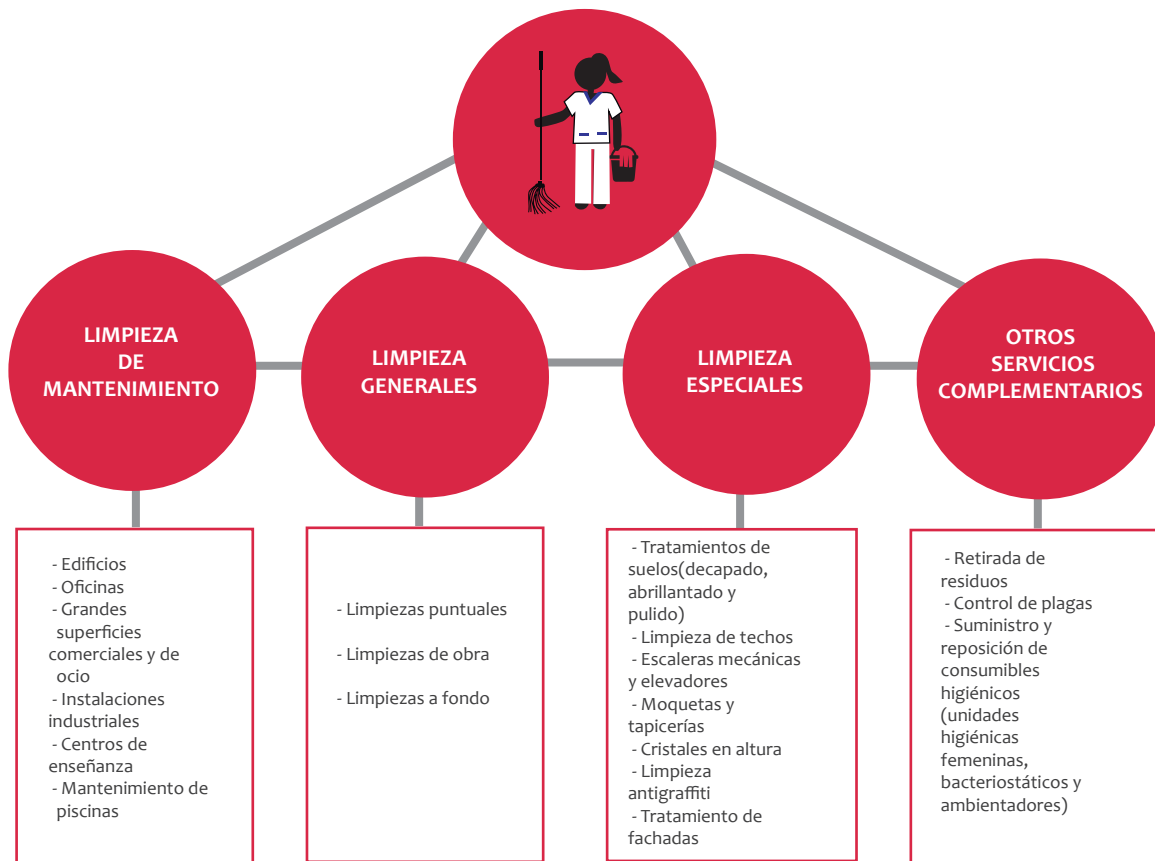 LIMPIEZA
DE
MANTENIMIENTO
LIMPIEZA
GENERALES
LIMPIEZA
ESPECIALES
OTROS
SERVICIOS
COMPLEMENTARIOS
- Edificios
- Oficinas
- Grandes
superficies
comerciales y de
ocio
- Instalaciones
industriales
- Centros de
enseñanza
- Mantenimiento de
piscinas
- Limpiezas puntuales
- Limpiezas de obra
- Limpiezas a fondo
- Tratamientos de
suelos(decapado,
abrillantado y
pulido)
- Limpieza de techos
- Escaleras mecánicas
y elevadores
- Moquetas y
tapicerías
- Cristales en altura
- Limpieza
antigraffiti
- Tratamiento de
fachadas
- Retirada de
residuos
- Control de plagas
- Suministro y
reposición de
consumibles
higiénicos
(unidades
higiénicas
femeninas,
bacteriostáticos y
ambientadores)